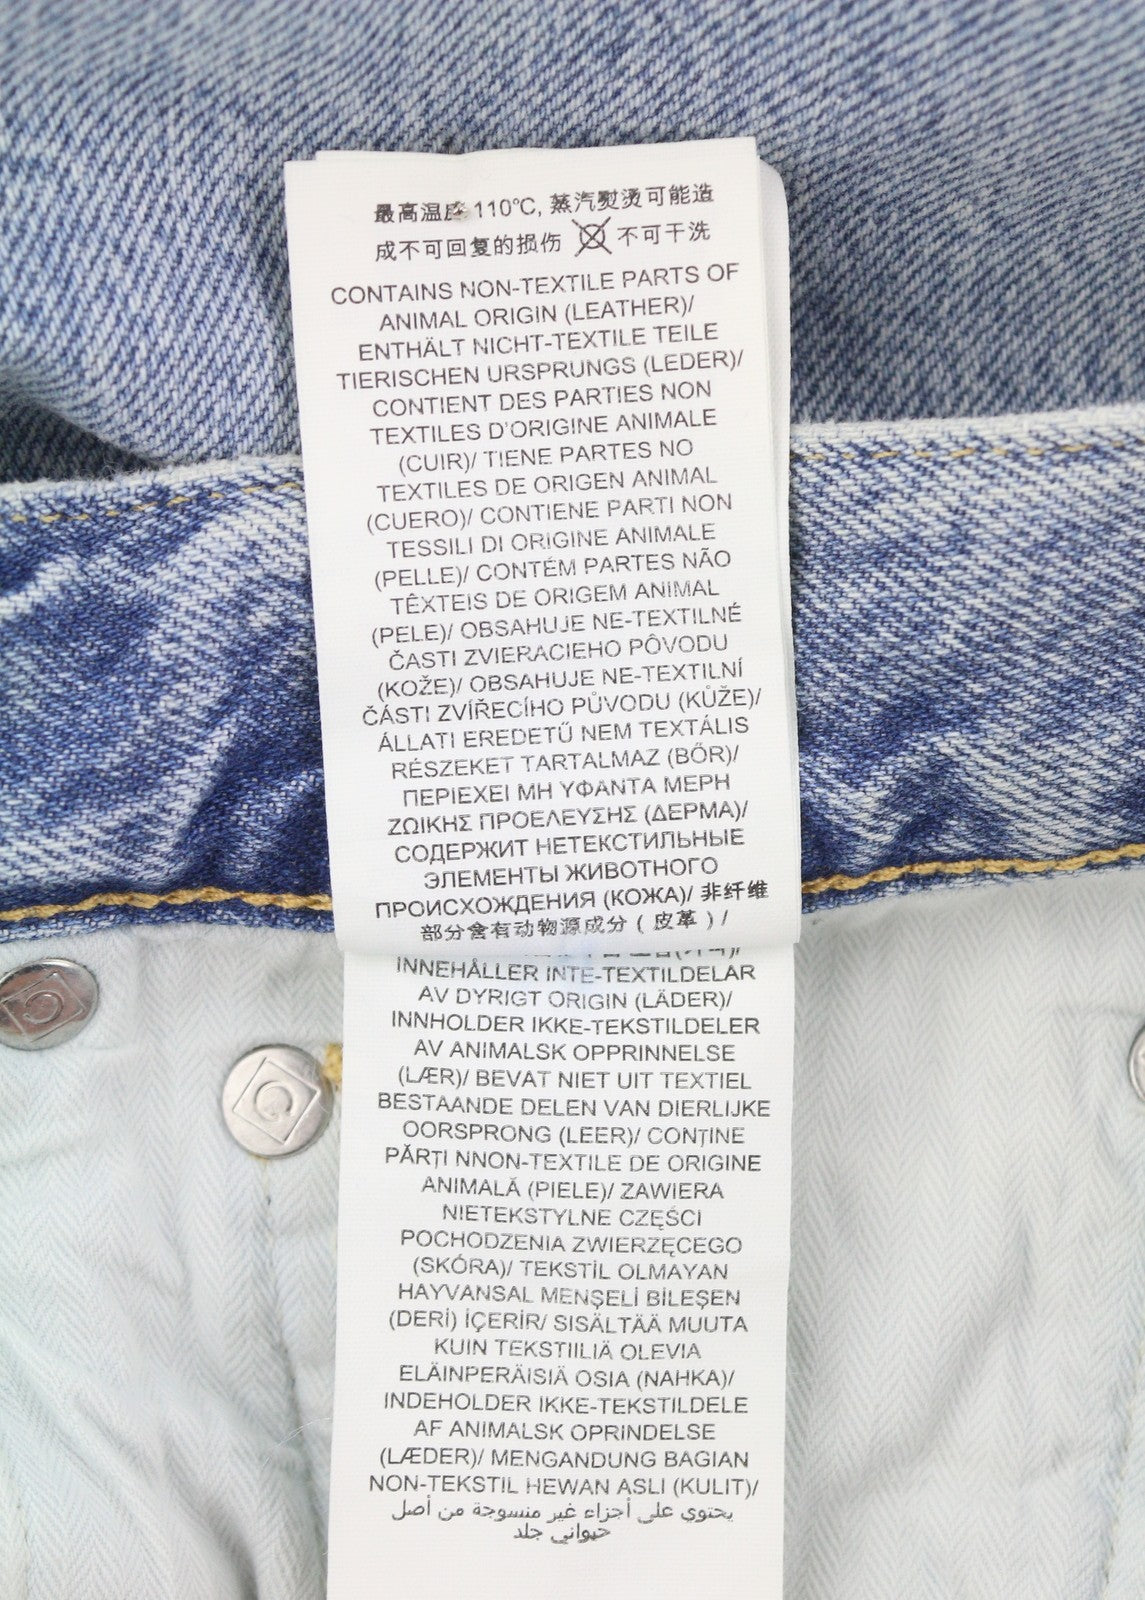 最高温度 110℃, 蒸汽熨烫可能造
成不可回复的损伤 不可干洗
CONTAINS NON-TEXTILE PARTS OF
ANIMAL ORIGIN (LEATHER)/
ENTHÄLT NICHT-TEXTILE TEILE
TIERISCHEN URSPRUNGS (LEDER)/
CONTIENT DES PARTIES NON
TEXTILES D'ORIGINE ANIMALE
(CUIR)/ TIENE PARTES NO
TEXTILES DE ORIGEN ANIMAL
(CUERO)/ CONTIENE PARTI NON
TESSILI DI ORIGINE ANIMALE
(PELLE)/ CONTÉM PARTES NÃO
TÊXTEIS DE ORIGEM ANIMAL
(PELE)/ OBSAHUJE NE-TEXTILNÉ
ČASTI ZVIERACIEHO PÔVODU
(KOŽE)/ OBSAHUJE NE-TEXTILNÍ
ČÁSTI ZVÍŘECÍHO PŮVODU (KŮŽE)/
ÁLLATI EREDETŰ NEM TEXTÁLIS
RÉSZEKET TARTALMAZ (BŐR)/
ΠΕΡΙΕΧΕΙ ΜΗ ΥΦΑΝΤΑ ΜΕΡΗ
ΖΩΙΚΗΣ ΠΡΟΕΛΕΥΣΗΣ (ΔΕΡΜΑ)/
СОДЕРЖИТ НЕТЕКСТИЛЬНЫЕ
ЭЛЕМЕНТЫ ЖИВОТНОГО
ПРОИСХОЖДЕНИЯ (КОЖА)/ 非纤维
部分含有动物源成分 ( 皮革 ) /
INNEHÅLLER INTE-TEXTILDELAR
AV DYRIGT ORIGIN (LÄDER)/
INNHOLDER IKKE-TEKSTILDELER
AV ANIMALSK OPPRINNELSE
(LÆR)/ BEVAT NIET UIT TEXTIEL
BESTAANDE DELEN VAN DIERLIJKE
OORSPRONG (LEER)/ CONȚINE
PĂRȚI NNON-TEXTILE DE ORIGINE
ANIMALĂ (PIELE)/ ZAWIERA
NIETEKSTYLNE CZĘŚCI
POCHODZENIA ZWIERZĘCEGO
(SKÓRA)/ TEKSTİL OLMAYAN
HAYVANSAL MENŞELİ BİLEŞEN
(DERİ) İÇERİR/ SISÄLTÄÄ MUUTA
KUIN TEKSTIILIÄ OLEVIA
ELÄINPERÄISIÄ OSIA (NAHKA)/
INDEHOLDER IKKE-TEKSTILDELE
AF ANIMALSK OPRINDELSE
(LÆDER)/ MENGANDUNG BAGIAN
NON-TEKSTIL HEWAN ASLI (KULIT)/
يحتوي على أجزاء غير منسوجة من أصل
حيواني جلد